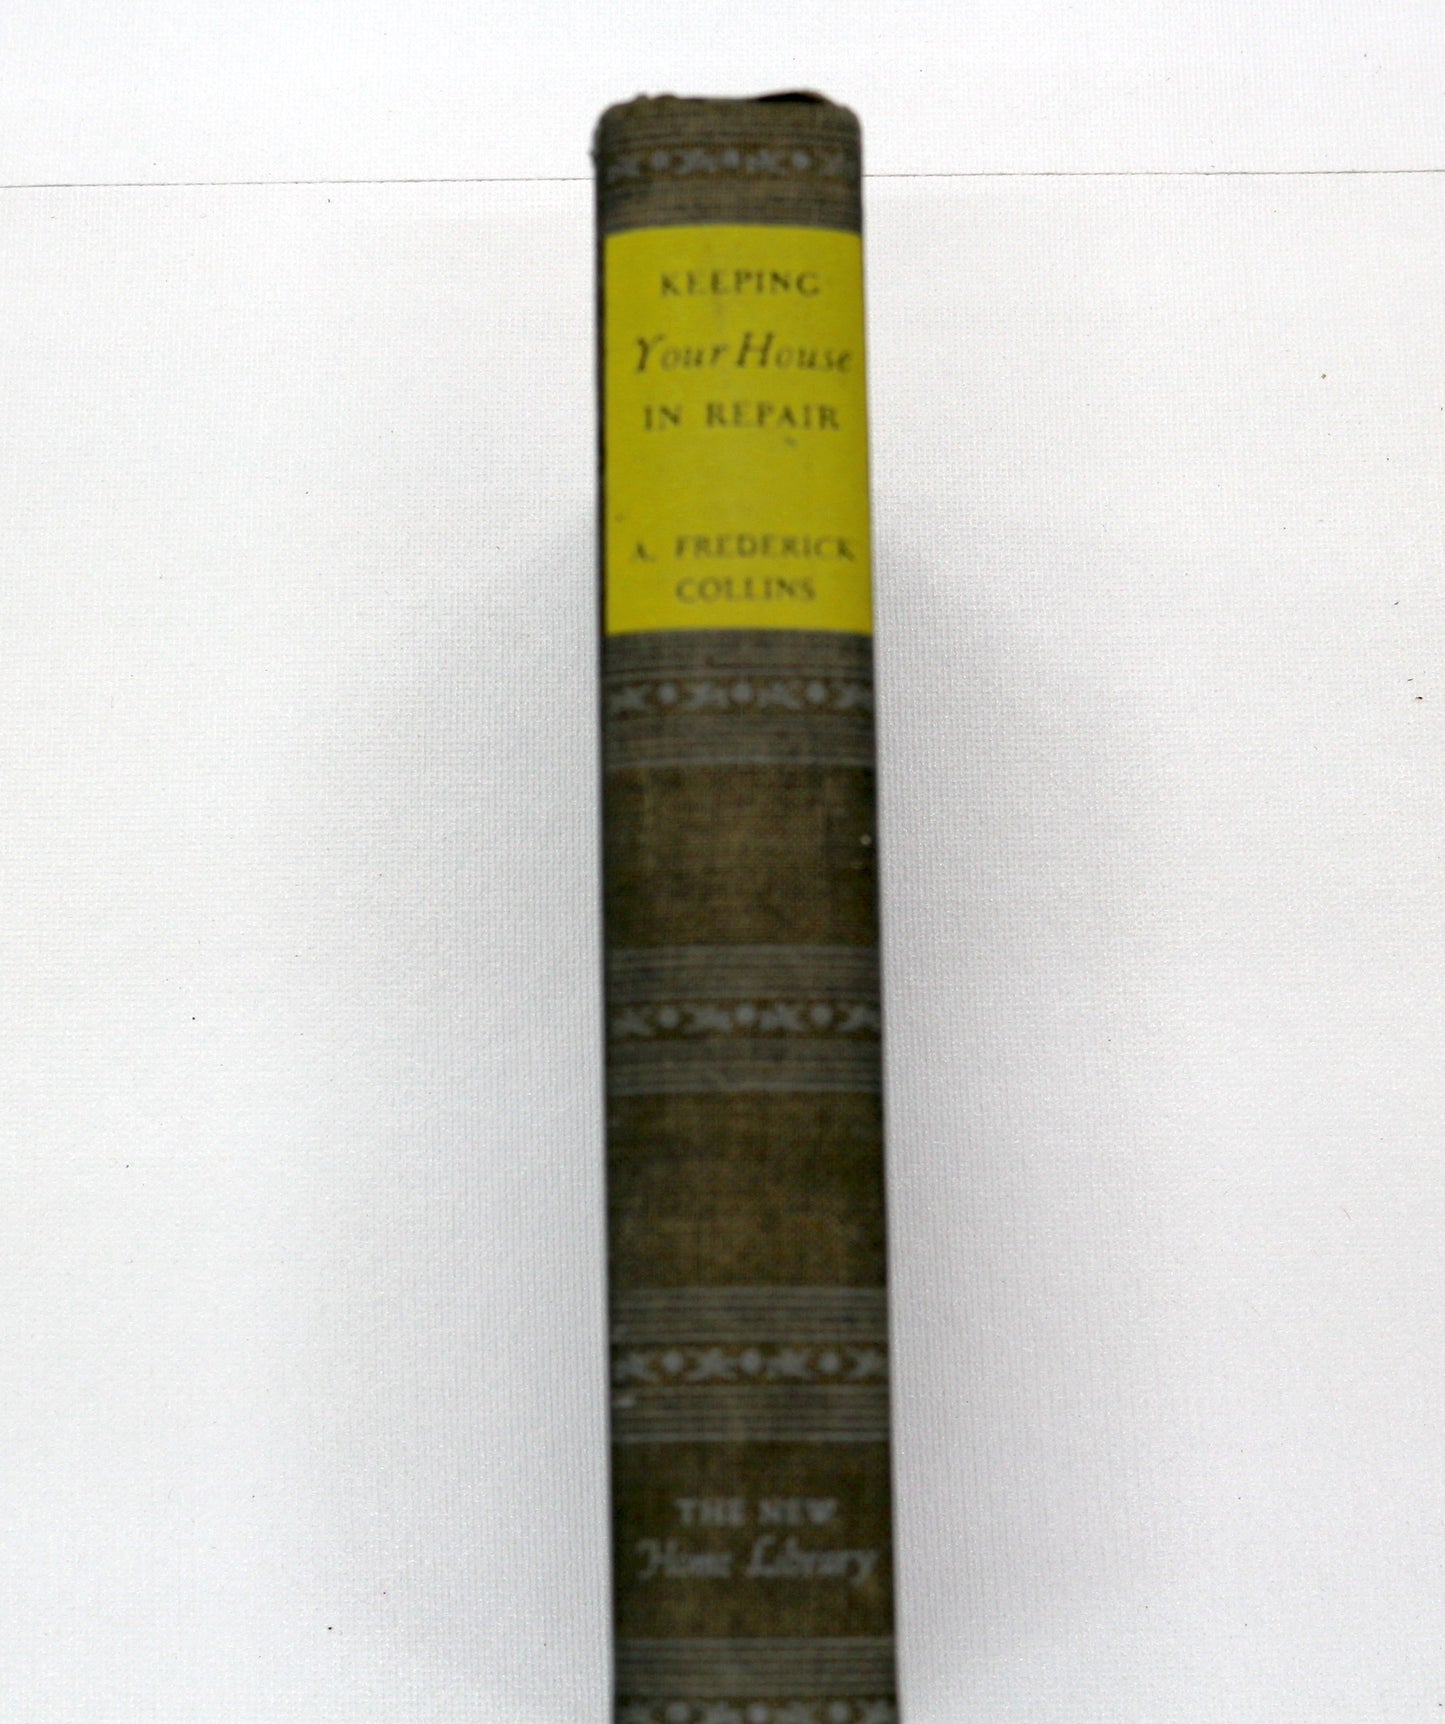 KEEPING
Your House
IN REPAIR
A. FREDERICK
COLLINS
THE NEW
Home Library